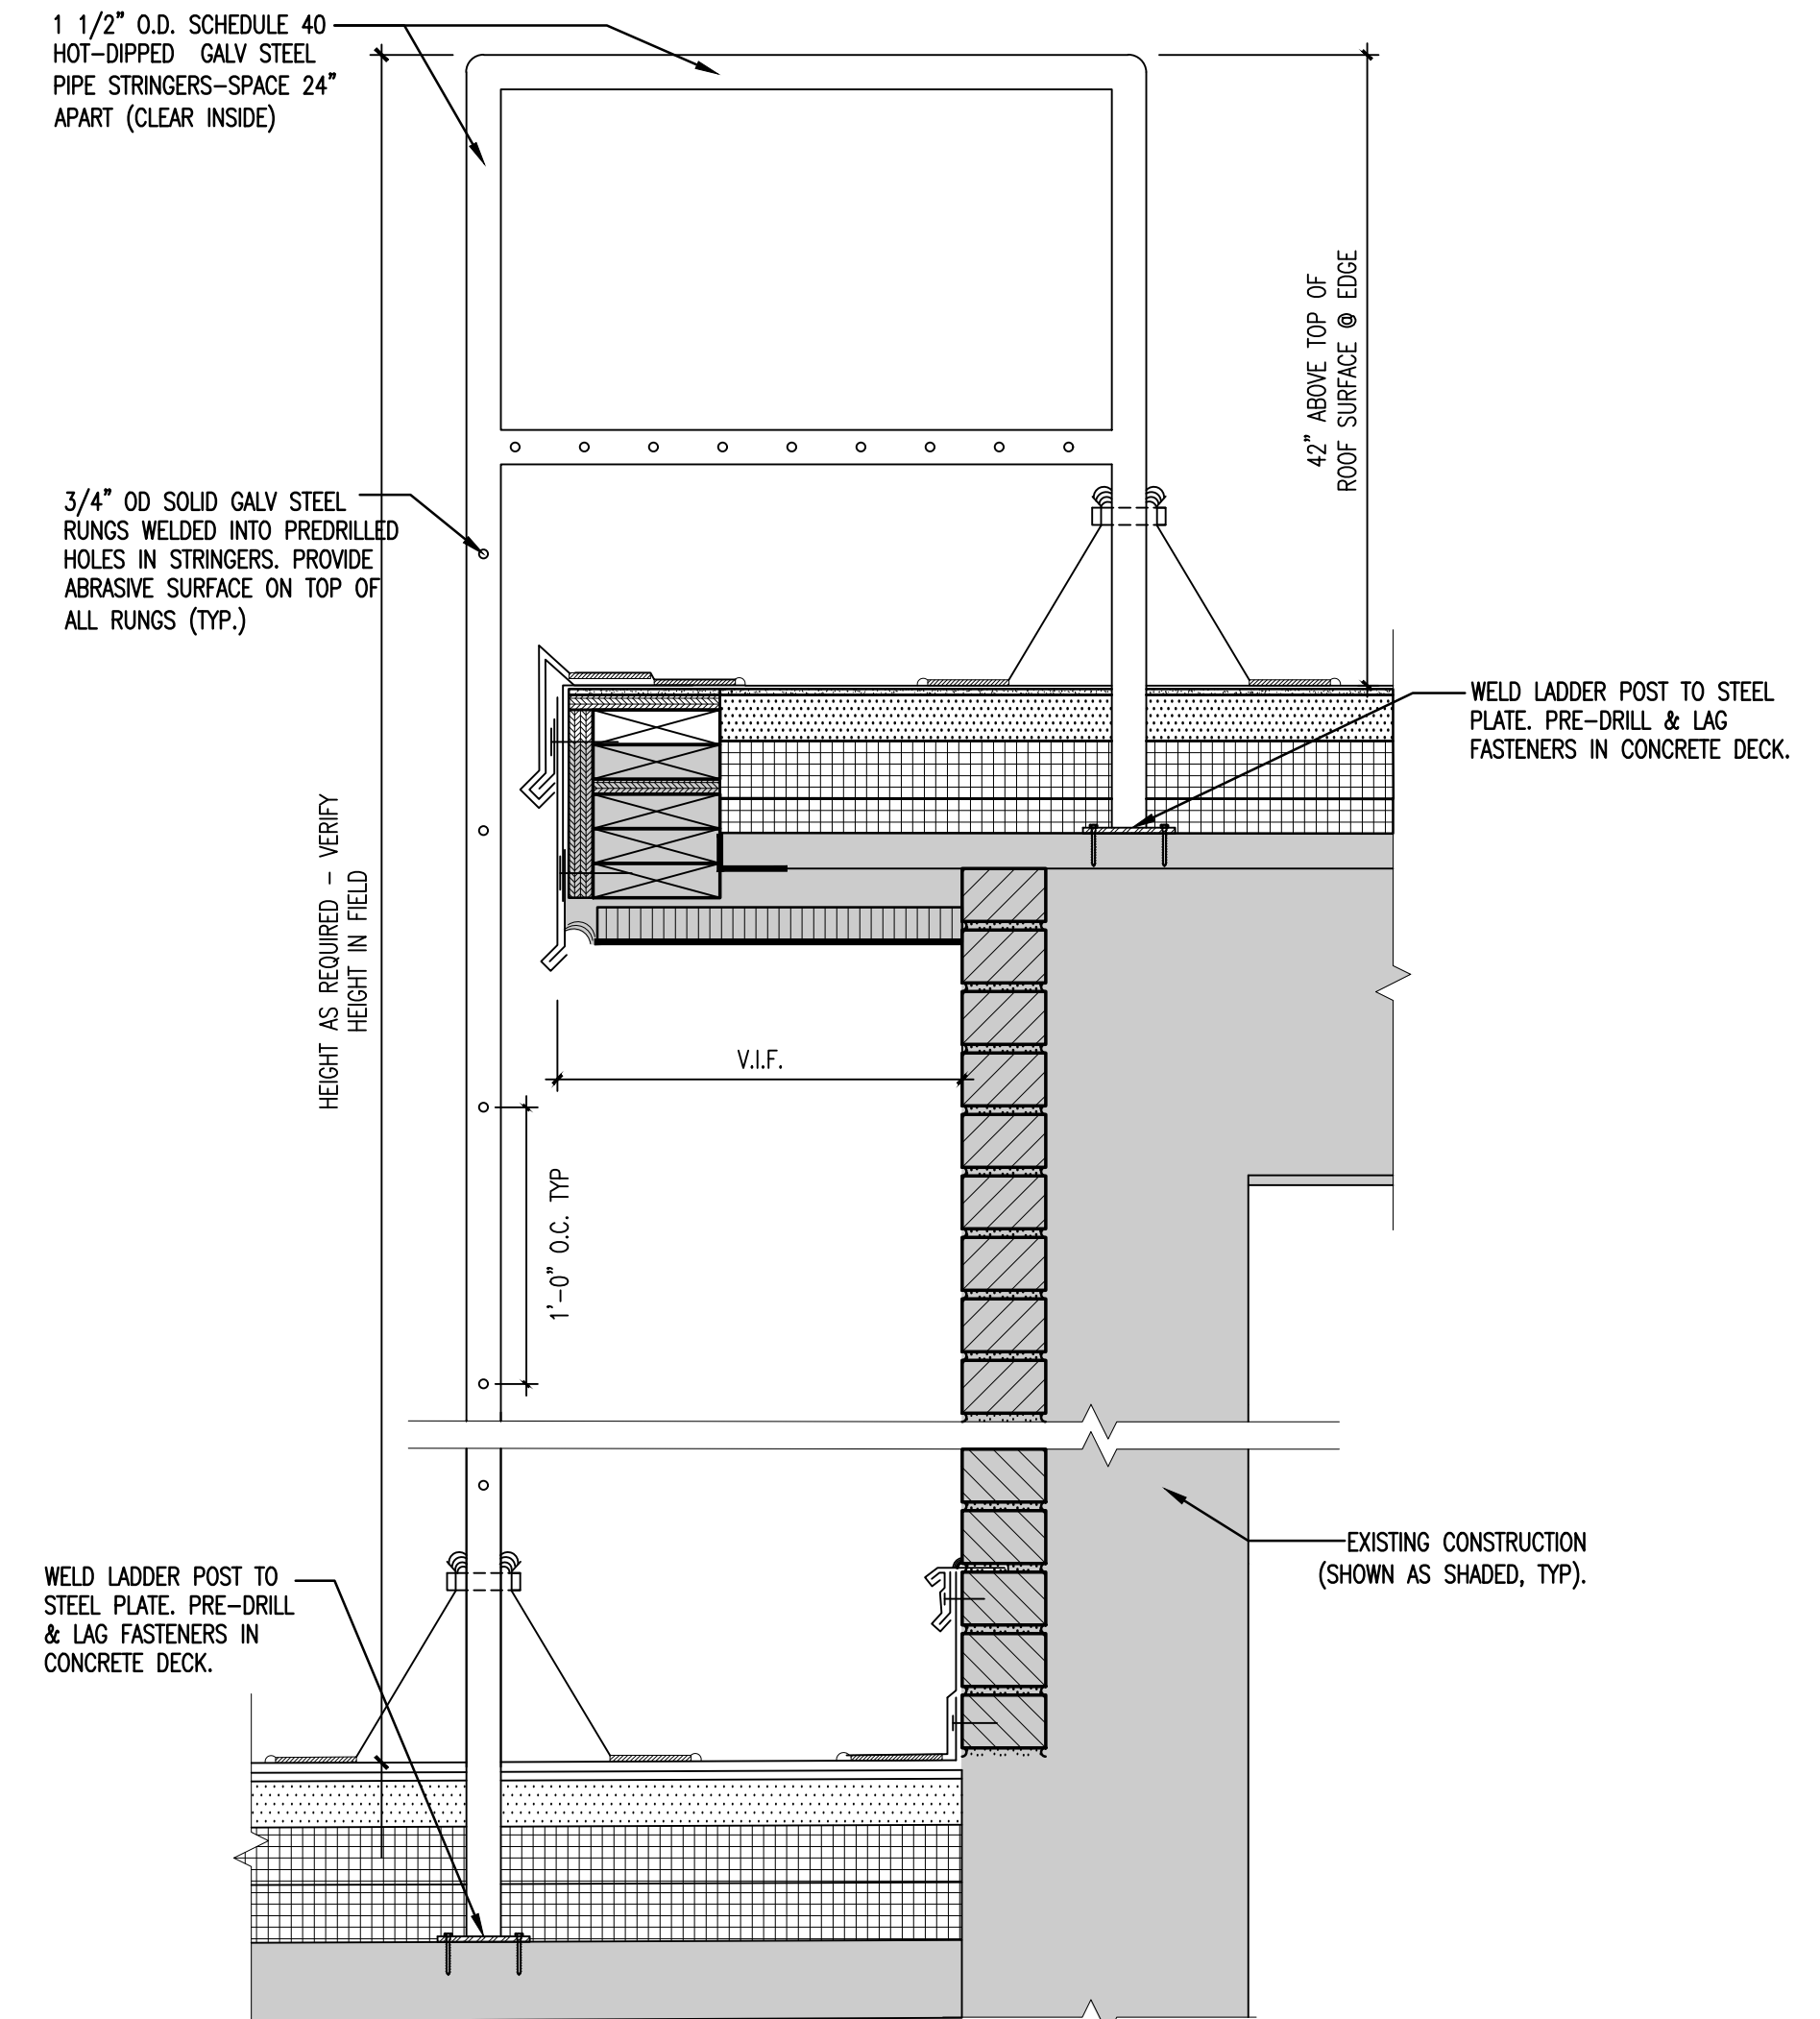 1 1/2" O.D. SCHEDULE 40
HOT-DIPPED GALV STEEL
PIPE STRINGERS-SPACE 24"
APART (CLEAR INSIDE)
42" ABOVE TOP OF
ROOF SURFACE @ EDGE
3/4" OD SOLID GALV STEEL
RUNGS WELDED INTO PREDRILLED
HOLES IN STRINGERS. PROVIDE
ABRASIVE SURFACE ON TOP OF
ALL RUNGS (TYP.)
WELD LADDER POST TO STEEL
PLATE. PRE-DRILL & LAG
FASTENERS IN CONCRETE DECK.
HEIGHT AS REQUIRED - VERIFY
HEIGHT IN FIELD
V.I.F.
1'-0" O.C. TYP
EXISTING CONSTRUCTION
(SHOWN AS SHADED, TYP).
WELD LADDER POST TO
STEEL PLATE. PRE-DRILL
& LAG FASTENERS IN
CONCRETE DECK.